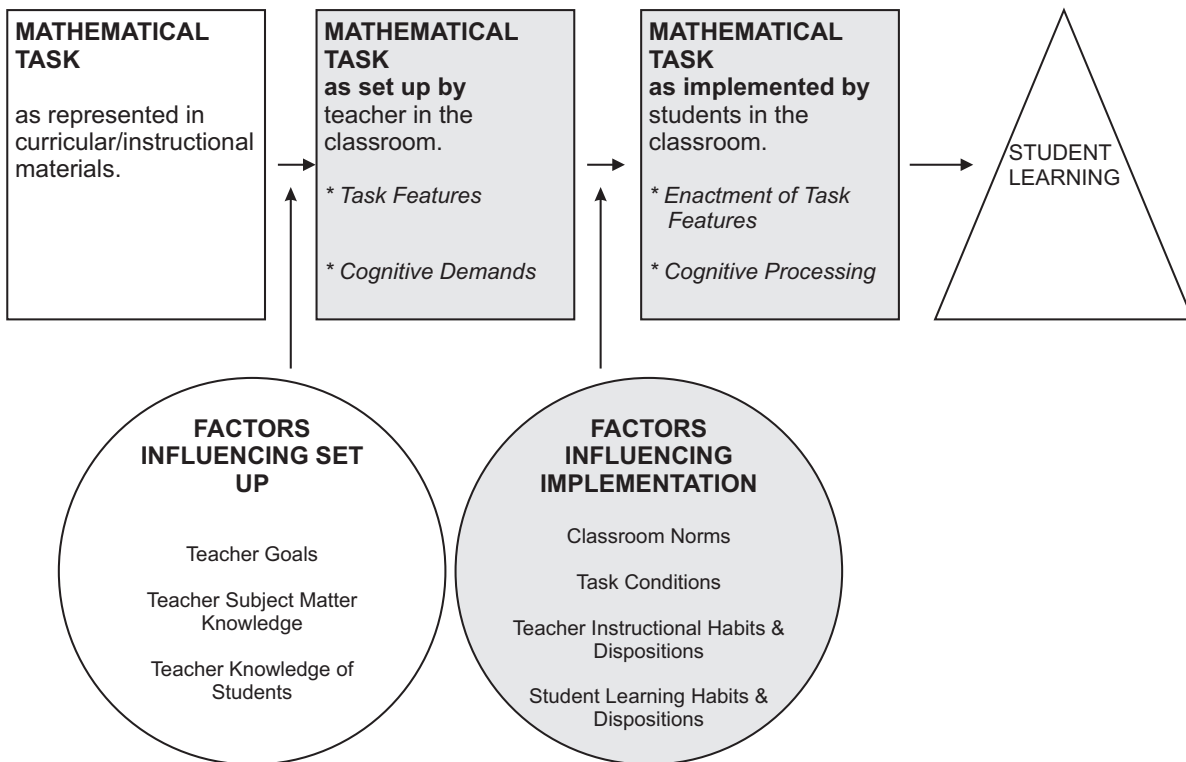 MATHEMATICAL
TASK
as represented in
curricular/instructional
materials.
MATHEMATICAL
TASK
as set up by
teacher in the
classroom.
* Task Features
* Cognitive Demands
MATHEMATICAL
TASK
as implemented by
students in the
classroom.
* Enactment of Task
Features
* Cognitive Processing
STUDENT
LEARNING
FACTORS
INFLUENCING SET
UP
Teacher Goals
Teacher Subject Matter
Knowledge
Teacher Knowledge of
Students
FACTORS
INFLUENCING
IMPLEMENTATION
Classroom Norms
Task Conditions
Teacher Instructional Habits &
Dispositions
Student Learning Habits &
Dispositions